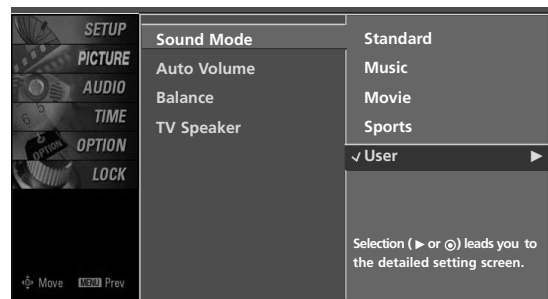 SETUP
PICTURE
AUDIO
TIME
OPTION
LOCK
Move MENU Prev
Sound Mode
Auto Volume
Balance
TV Speaker
Standard
Music
Movie
Sports
✓ User ►
Selection ( ► or ◉) leads you to
the detailed setting screen.